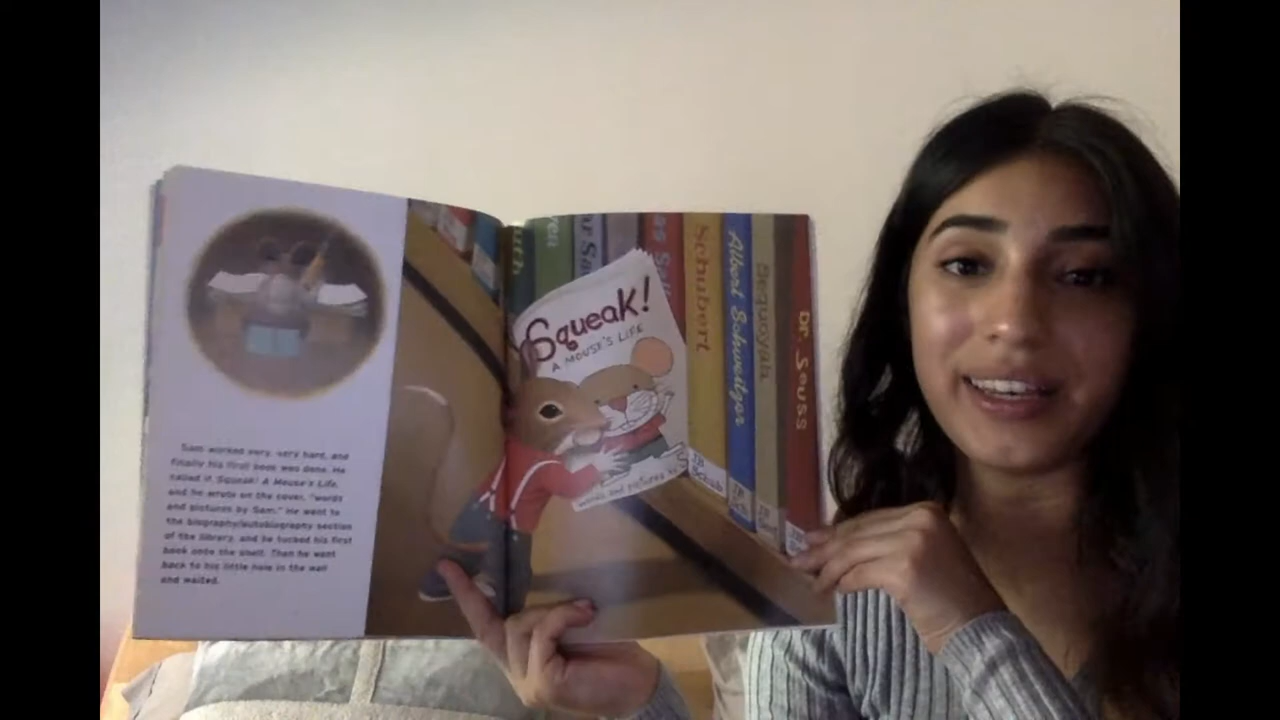 Sam worked very, very hard, and
finally his first book was done. He
called it Squeak! A Mouse's Life,
and he wrote on the cover, "words
and pictures by Sam." He went to
the biography/autobiography section
of the library, and he tucked his first
book onto the shelf. Then he went
back to his little hole in the wall
and waited.
Squeak!
A MOUSE'S LIFE
words and pictures by
Schubert
Albert Schweitzer
Sequoyah
Dr. Seuss